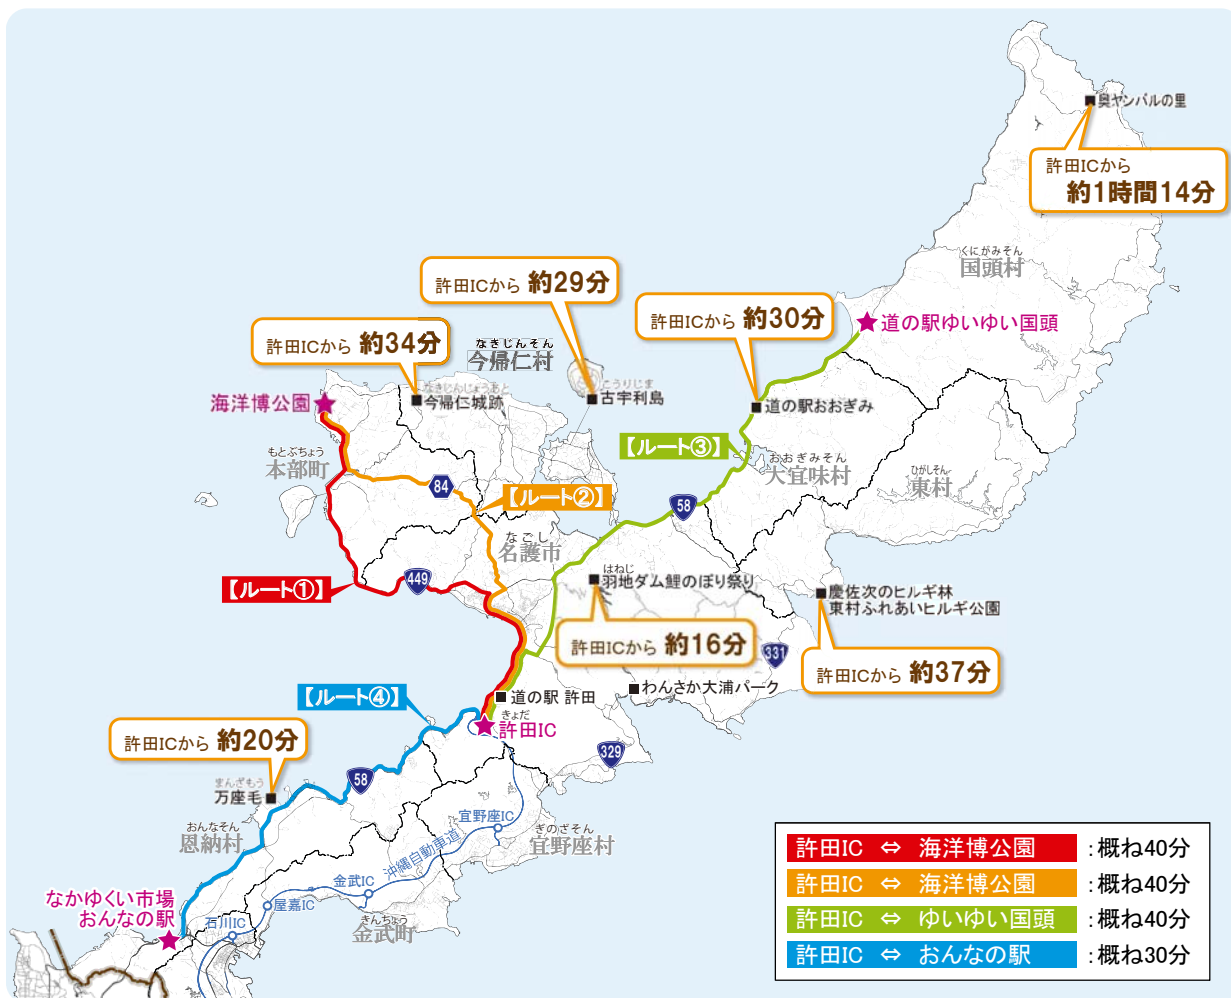 奥ヤンバルの里
許田ICから
約1時間14分
くにがみそん
国頭村
許田ICから 約29分
許田ICから 約30分
道の駅ゆいゆい国頭
許田ICから 約34分
なきじんそん
今帰仁村
なきじんじょうあと
今帰仁城跡
こうりじま
古宇利島
道の駅おおぎみ
海洋博公園
もとぶちょう
本部町
【ルート③】
おおぎみそん
大宜味村
ひがしそん
東村
84
【ルート②】
58
なごし
名護市
449
【ルート①】
はねじ
羽地ダム鯉のぼり祭り
慶佐次のヒルギ林
東村ふれあいヒルギ公園
許田ICから 約16分
331
許田ICから 約37分
わんさか大浦パーク
【ルート④】
道の駅 許田
きょだ
許田IC
許田ICから 約20分
329
58
まんざもう
万座毛
おんなそん
恩納村
宜野座IC
ぎのざそん
宜野座村
沖縄自動車道
金武IC
屋嘉IC
きんちょう
金武町
石川IC
なかゆくい市場
おんなの駅
許田IC ⇔ 海洋博公園 :概ね40分
許田IC ⇔ 海洋博公園 :概ね40分
許田IC ⇔ ゆいゆい国頭 :概ね40分
許田IC ⇔ おんなの駅 :概ね30分